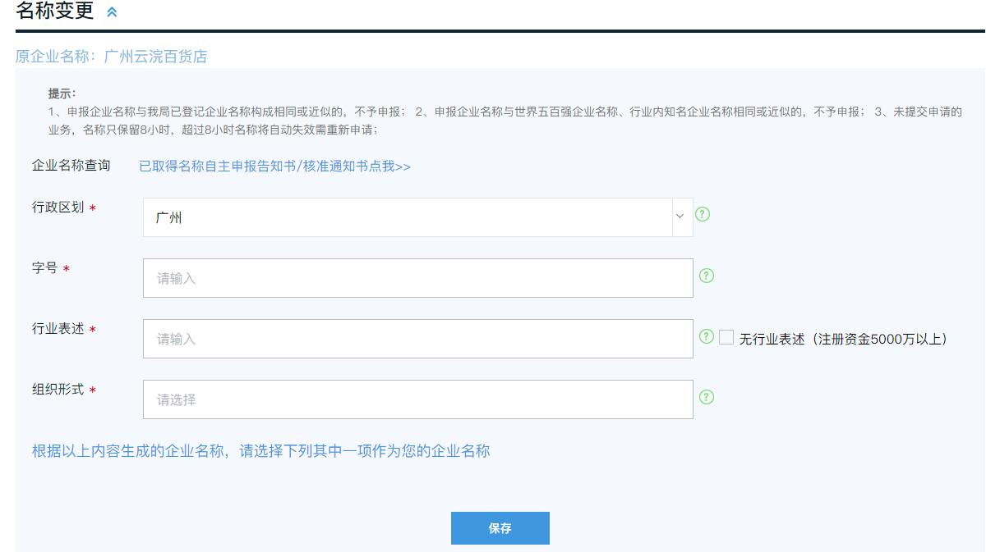 名称变更
原企业名称：广州云浣百货店
提示：
1、申报企业名称与我局已登记企业名称构成相同或近似的，不予申报； 2、申报企业名称与世界五百强企业名称、行业内知名企业名称相同或近似的，不予申报； 3、未提交申请的
业务，名称只保留8小时，超过8小时名称将自动失效需重新申请；
企业名称查询 已取得名称自主申报告知书/核准通知书点我>>
行政区划 * 广州 ?
字号 * 请输入 ?
行业表述 * 请输入 ? 无行业表述（注册资金5000万以上）
组织形式 * 请选择 ?
根据以上内容生成的企业名称，请选择下列其中一项作为您的企业名称
保存